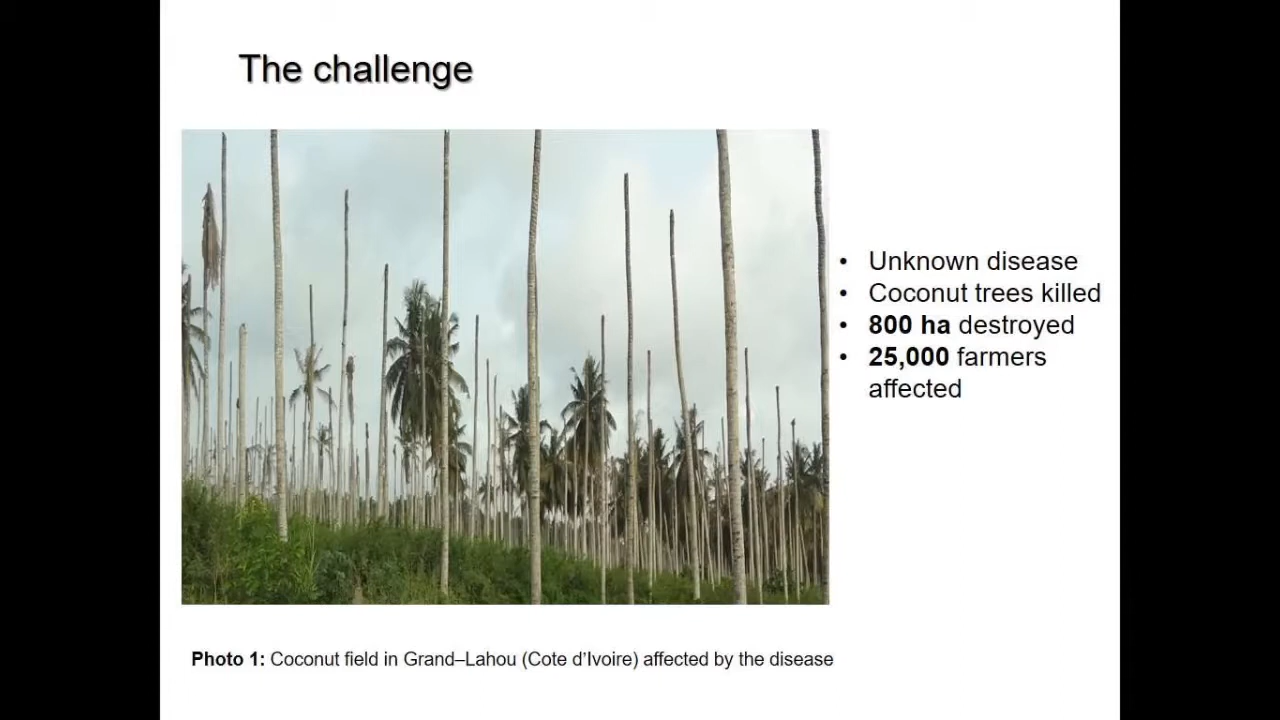 The challenge
• Unknown disease
• Coconut trees killed
• 800 ha destroyed
• 25,000 farmers
affected
Photo 1: Coconut field in Grand–Lahou (Cote d’Ivoire) affected by the disease